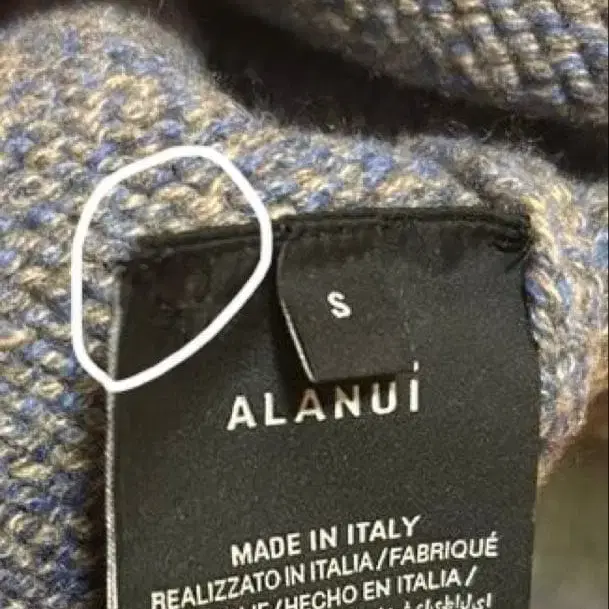 S
ALANUi
MADE IN ITALY
REALIZZATO IN ITALIA/FABRIQUÉ
/HECHO EN ITALIA/